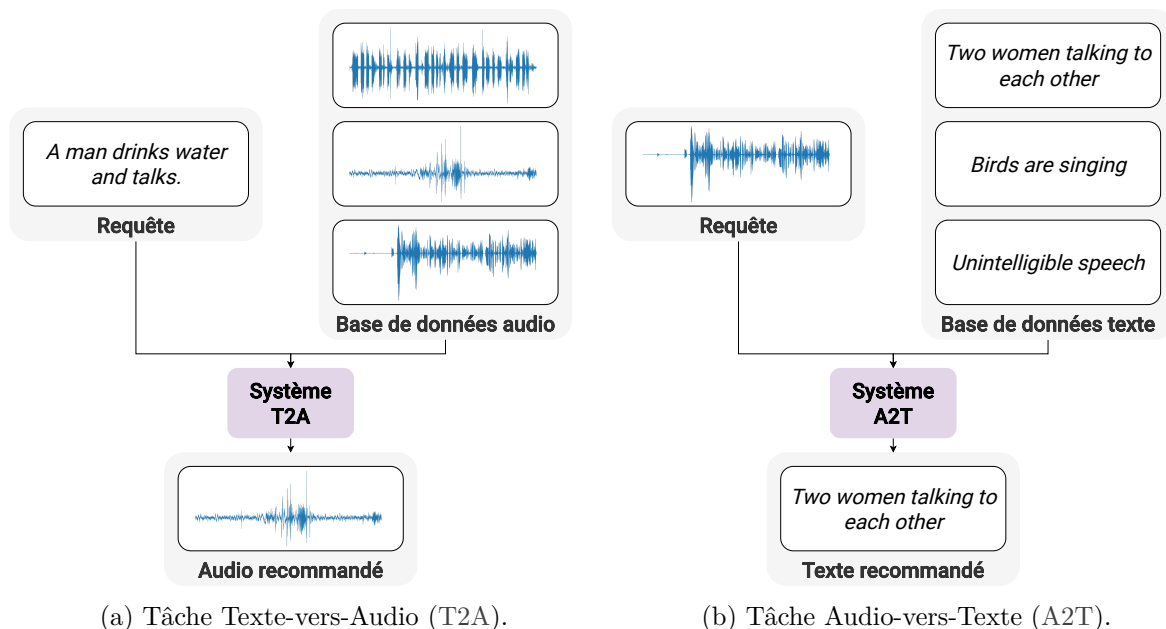 A man drinks water
and talks.
Requête
Base de données audio
Système
T2A
Audio recommandé
(a) Tâche Texte-vers-Audio (T2A).
Requête
Two women talking to
each other
Birds are singing
Unintelligible speech
Base de données texte
Système
A2T
Two women talking to
each other
Texte recommandé
(b) Tâche Audio-vers-Texte (A2T).